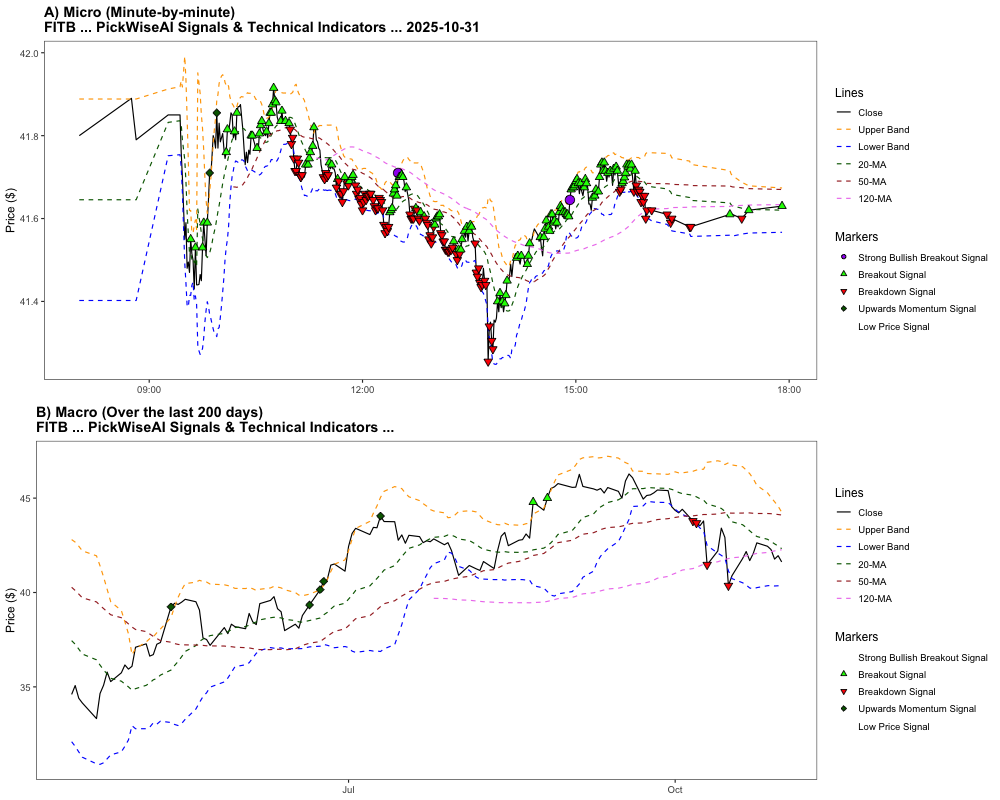 A) Micro (Minute-by-minute)
FITB ... PickWiseAI Signals & Technical Indicators ... 2025-10-31
42.0
41.8
41.6
41.4
Price ($)
09:00
12:00
15:00
18:00
Lines
Close
Upper Band
Lower Band
20-MA
50-MA
120-MA
Markers
Strong Bullish Breakout Signal
Breakout Signal
Breakdown Signal
Upwards Momentum Signal
Low Price Signal
B) Macro (Over the last 200 days)
FITB ... PickWiseAI Signals & Technical Indicators ...
45
40
35
Price ($)
Jul
Oct
Lines
Close
Upper Band
Lower Band
20-MA
50-MA
120-MA
Markers
Strong Bullish Breakout Signal
Breakout Signal
Breakdown Signal
Upwards Momentum Signal
Low Price Signal